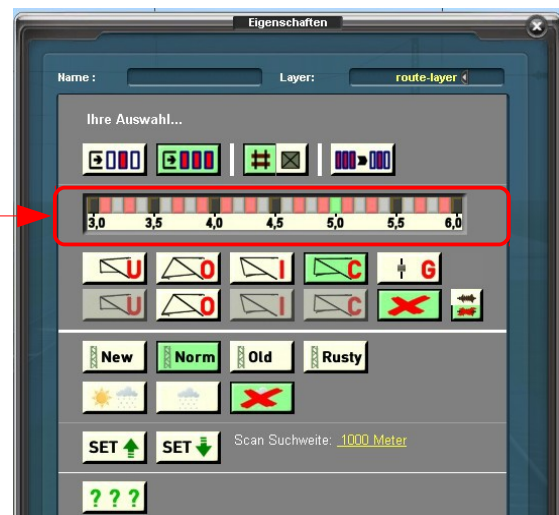 Eigenschaften
Name : Layer: route-layer
Ihre Auswahl...
3,0 3,5 4,0 4,5 5,0 5,5 6,0
U O I C G
U O I C
New Norm Old Rusty
SET SET Scan Suchweite: 1000 Meter
? ? ?